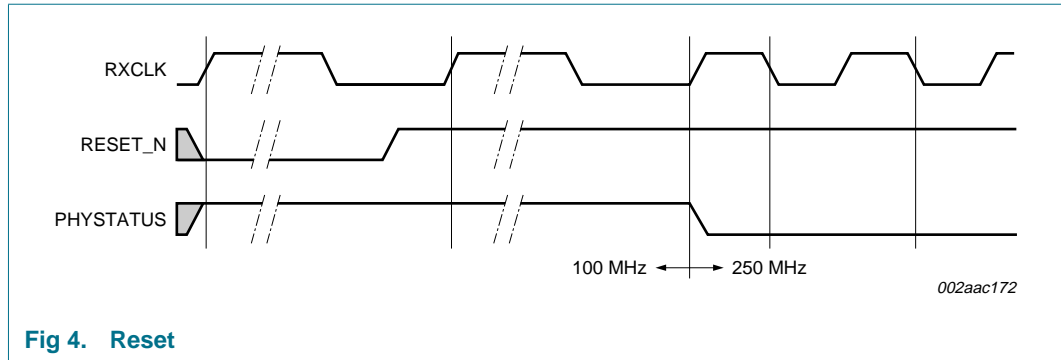 RXCLK
RESET_N
PHYSTATUS
100 MHz 250 MHz
002aac172
Fig 4. Reset